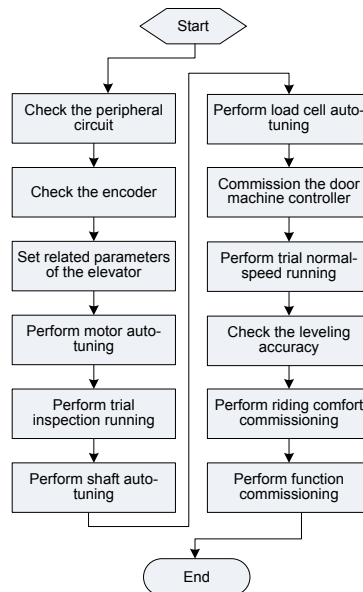 Start
Check the peripheral
circuit
Check the encoder
Set related parameters
of the elevator
Perform motor auto-
tuning
Perform trial
inspection running
Perform shaft auto-
tuning
Perform load cell auto-
tuning
Commission the door
machine controller
Perform trial normal-
speed running
Check the leveling
accuracy
Perform riding comfort
commissioning
Perform function
commissioning
End